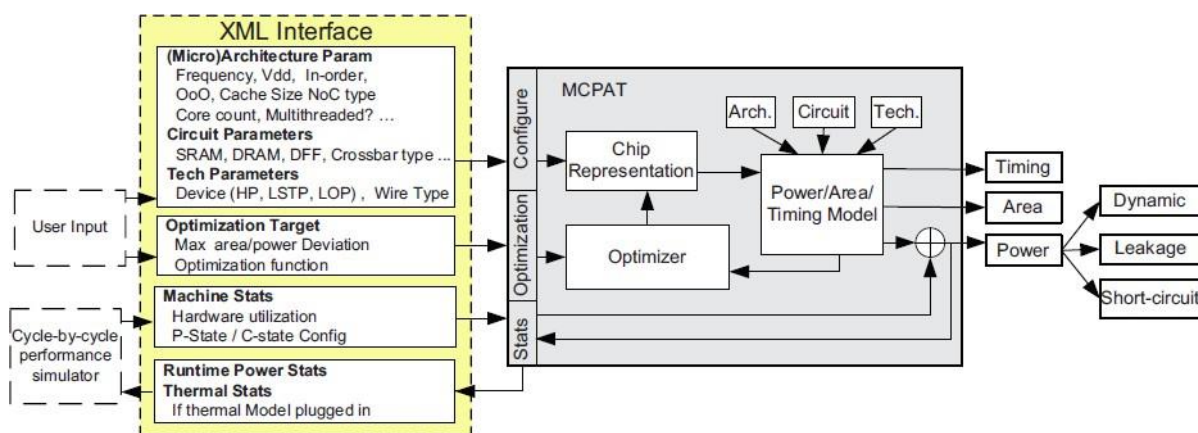 XML Interface
(Micro)Architecture Param
Frequency, Vdd, In-order,
OoO, Cache Size NoC type
Core count, Multithreaded? ...
Circuit Parameters
SRAM, DRAM, DFF, Crossbar type ...
Tech Parameters
Device (HP, LSTP, LOP) , Wire Type
User Input
Optimization Target
Max area/power Deviation
Optimization function
Machine Stats
Hardware utilization
P-State / C-state Config
Cycle-by-cycle
performance
simulator
Runtime Power Stats
Thermal Stats
If thermal Model plugged in
Configure
Optimization
Stats
MCPAT
Arch.
Circuit
Tech.
Chip
Representation
Power/Area/
Timing Model
Optimizer
Timing
Area
Power
Dynamic
Leakage
Short-circuit